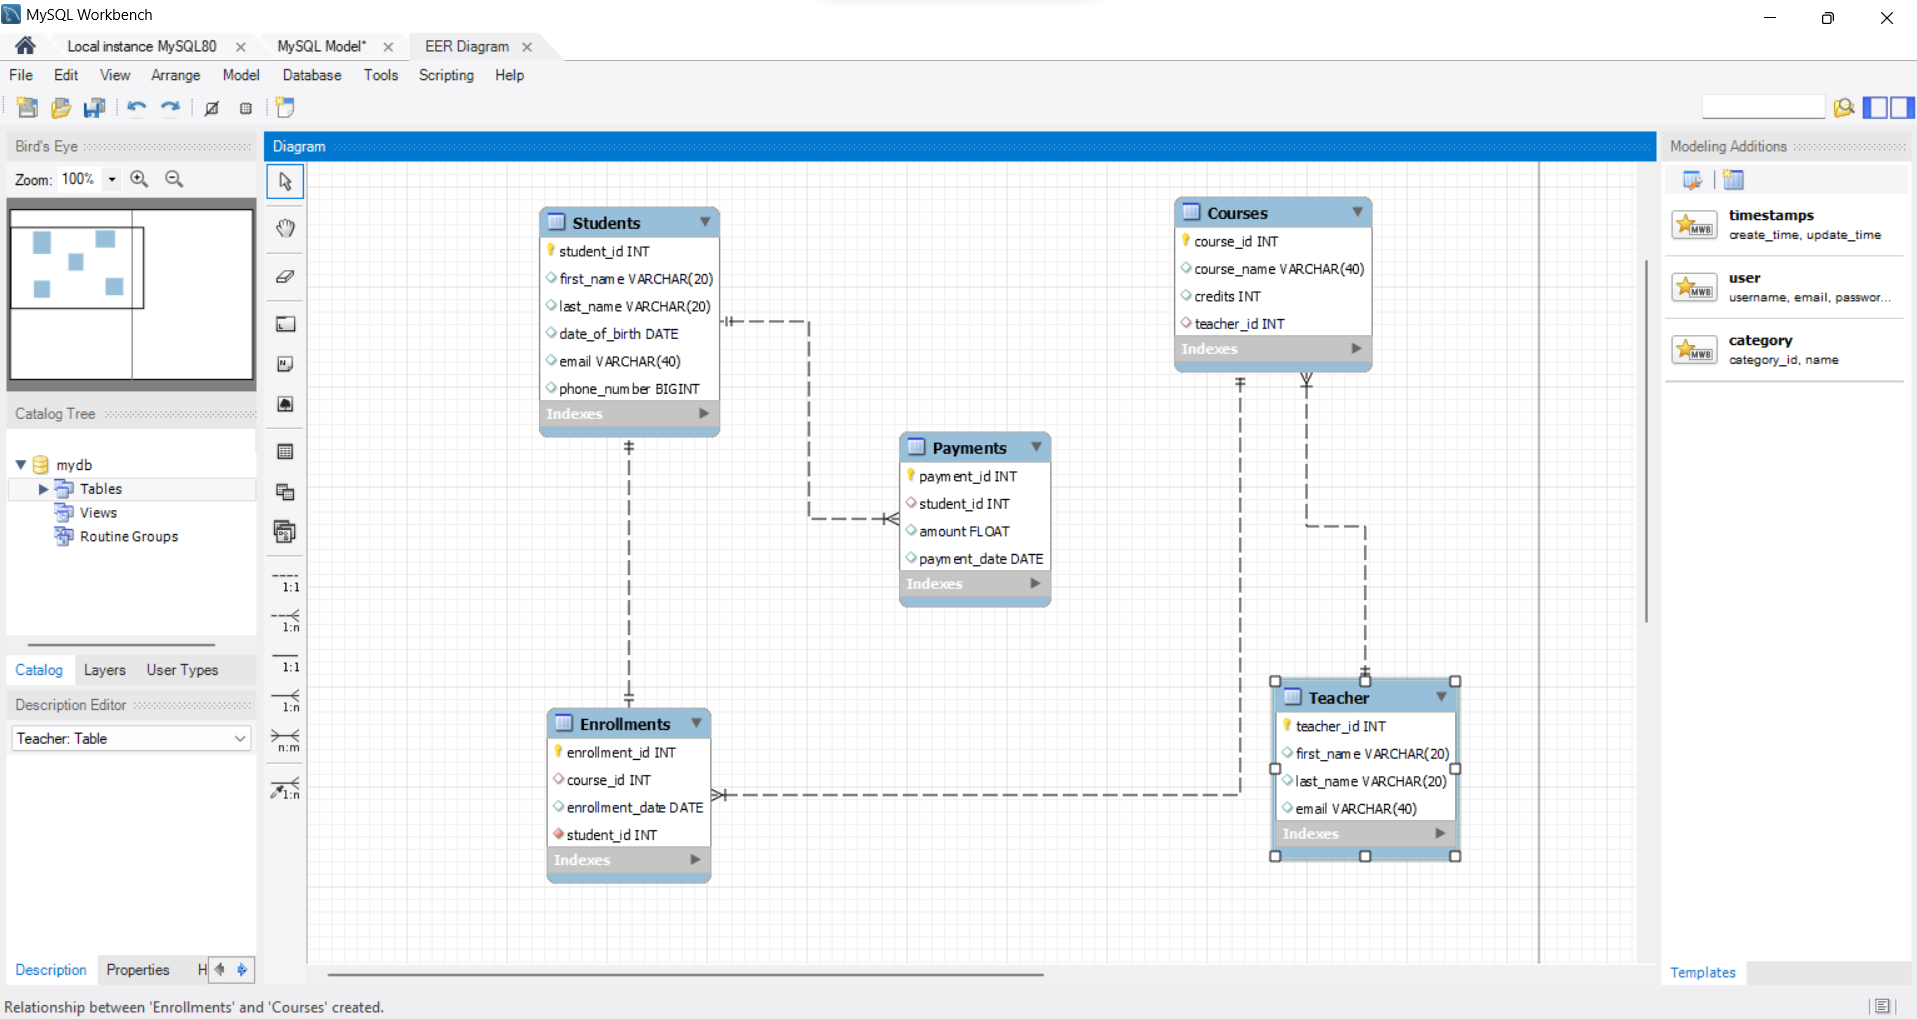 MySQL Workbench
Local instance MySQL80
MySQL Model*
EER Diagram
File Edit View Arrange Model Database Tools Scripting Help
Bird's Eye
Zoom: 100%
Catalog Tree
mydb
Tables
Views
Routine Groups
Catalog Layers User Types
Description Editor
Teacher: Table
Description Properties H
Diagram
1:1
1:n
1:1
1:n
n:m
1:n
Students
student_id INT
first_name VARCHAR(20)
last_name VARCHAR(20)
date_of_birth DATE
email VARCHAR(40)
phone_number BIGINT
Indexes
Courses
course_id INT
course_name VARCHAR(40)
credits INT
teacher_id INT
Indexes
Payments
payment_id INT
student_id INT
amount FLOAT
payment_date DATE
Indexes
Enrollments
enrollment_id INT
course_id INT
enrollment_date DATE
student_id INT
Indexes
Teacher
teacher_id INT
first_name VARCHAR(20)
last_name VARCHAR(20)
email VARCHAR(40)
Indexes
Modeling Additions
MWB
timestamps
create_time, update_time
MWB
user
username, email, passwor...
MWB
category
category_id, name
Templates
Relationship between 'Enrollments' and 'Courses' created.